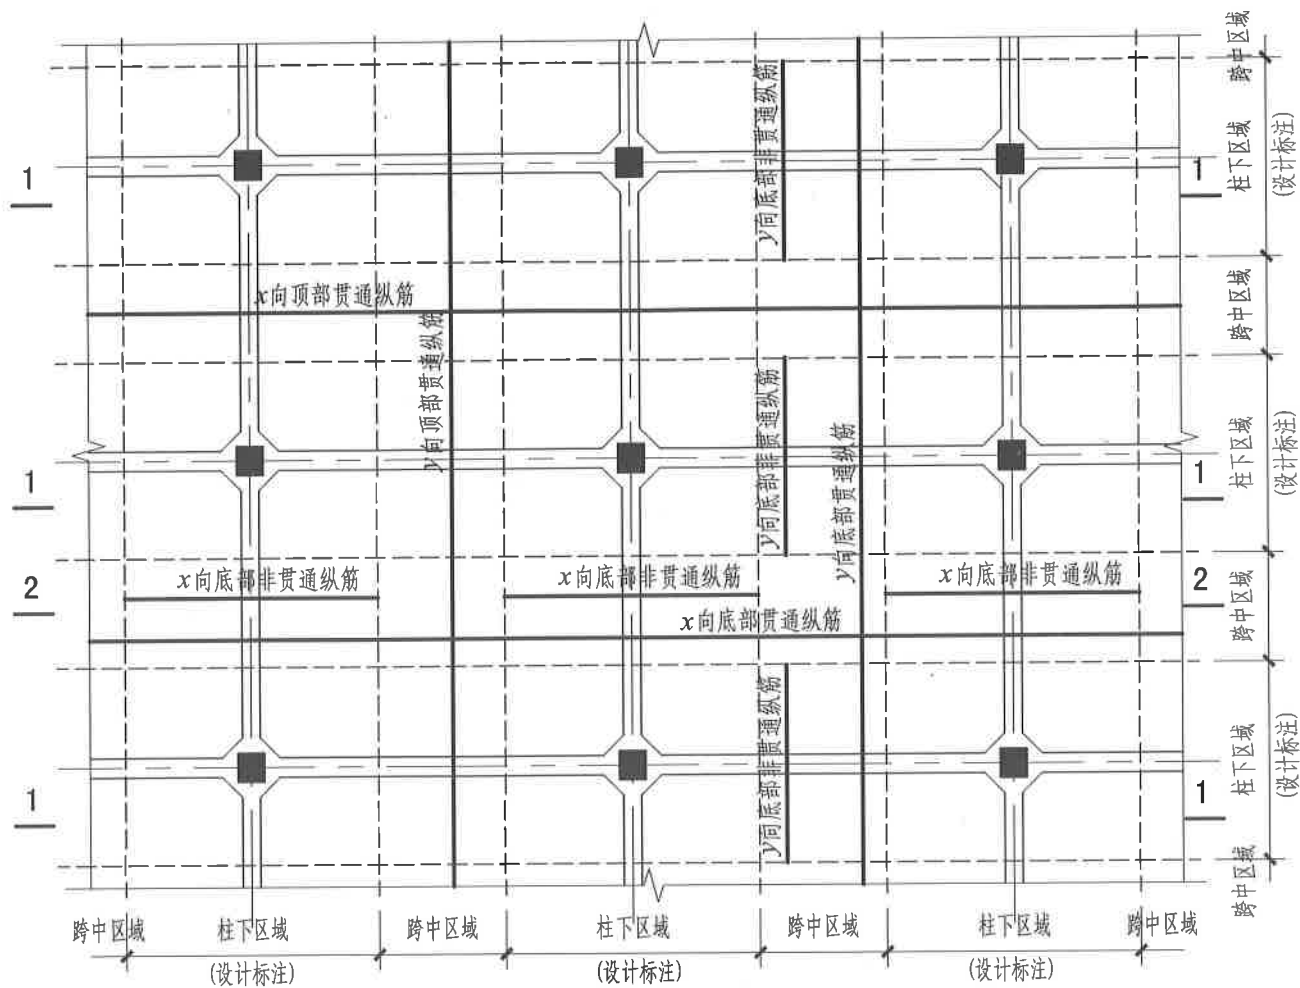 跨中区域
柱下区域
(设计标注)
1
1
y向底部非贯通纵筋
x向顶部贯通纵筋
跨中区域
y向顶部贯通纵筋
y向底部非贯通纵筋
y向底部贯通纵筋
柱下区域
(设计标注)
1
1
2
x向底部非贯通纵筋
x向底部非贯通纵筋
x向底部非贯通纵筋
2
跨中区域
x向底部贯通纵筋
y向底部非贯通纵筋
柱下区域
(设计标注)
1
1
跨中区域
跨中区域
柱下区域
跨中区域
柱下区域
跨中区域
柱下区域
跨中区域
(设计标注)
(设计标注)
(设计标注)